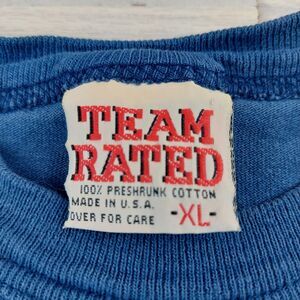 TEAM
RATED
100% PRESHRUNK COTTON
MADE IN U.S.A.
OVER FOR CARE -XL-